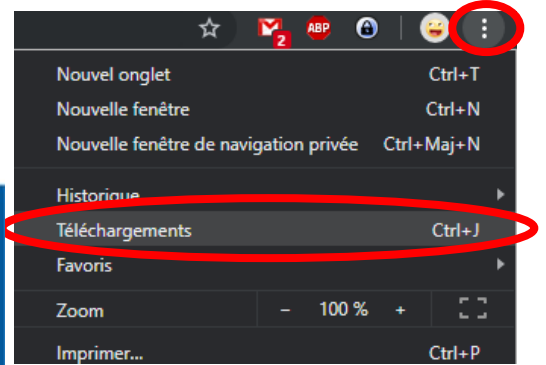 2 ABP
Nouvel onglet Ctrl+T
Nouvelle fenêtre Ctrl+N
Nouvelle fenêtre de navigation privée Ctrl+Maj+N
Historique
Téléchargements Ctrl+J
Favoris
Zoom - 100 % +
Imprimer... Ctrl+P